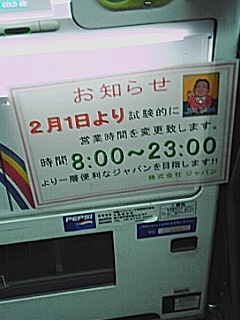 COLD
お知らせ
2月1日より試験的に
営業時間を変更致します。
時間 8:00〜23:00
より一層便利なジャパンを目指します!!
株式会社 ジャパン
PEPSI